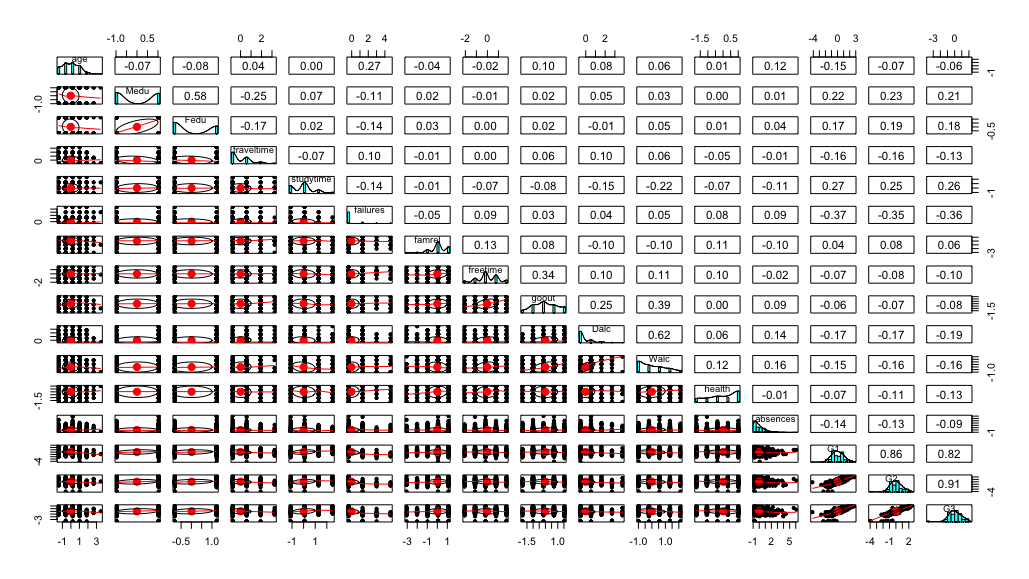 -1.0 0.5 0 2 0 2 4 -2 0 0 2 -1.5 0.5 -4 0 3 -3 0
age -0.07 -0.08 0.04 0.00 0.27 -0.04 -0.02 0.10 0.08 0.06 0.01 0.12 -0.15 -0.07 -0.06 -1
-1.0 Medu 0.58 -0.25 0.07 -0.11 0.02 -0.01 0.02 0.05 0.03 0.00 0.01 0.22 0.23 0.21
Fedu -0.17 0.02 -0.14 0.03 0.00 0.02 -0.01 0.05 0.01 0.04 0.17 0.19 0.18 -0.5
0 traveltime -0.07 0.10 -0.01 0.00 0.06 0.10 0.06 -0.05 -0.01 -0.16 -0.16 -0.13
studytime -0.14 -0.01 -0.07 -0.08 -0.15 -0.22 -0.07 -0.11 0.27 0.25 0.26 -1
0 failures -0.05 0.09 0.03 0.04 0.05 0.08 0.09 -0.37 -0.35 -0.36
famrel 0.13 0.08 -0.10 -0.10 0.11 -0.10 0.04 0.08 0.06 -3
-2 freetime 0.34 0.10 0.11 0.10 -0.02 -0.07 -0.08 -0.10
goout 0.25 0.39 0.00 0.09 -0.06 -0.07 -0.08 -1.5
0 Dalc 0.62 0.06 0.14 -0.17 -0.17 -0.19
Walc 0.12 0.16 -0.15 -0.16 -0.16 -1.0
-1.5 health -0.01 -0.07 -0.11 -0.13
absences -0.14 -0.13 -0.09 -1
-4 G1 0.86 0.82
G2 0.91 -4
-3 G3
-1 1 3 -0.5 1.0 -1 1 -3 -1 1 -1.5 0.0 1.0 -1.0 1.0 -1 2 5 -4 -1 2